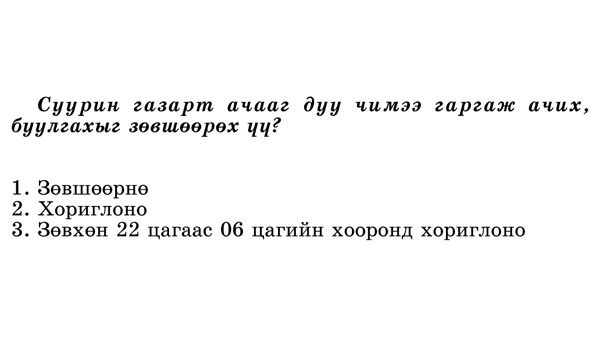 Суурин газарт ачааг дуу чимээ гаргаж ачих,
буулгахыг зөвшөөрөх үү?
1. Зөвшөөрнө
2. Хориглоно
3. Зөвхөн 22 цагаас 06 цагийн хооронд хориглоно